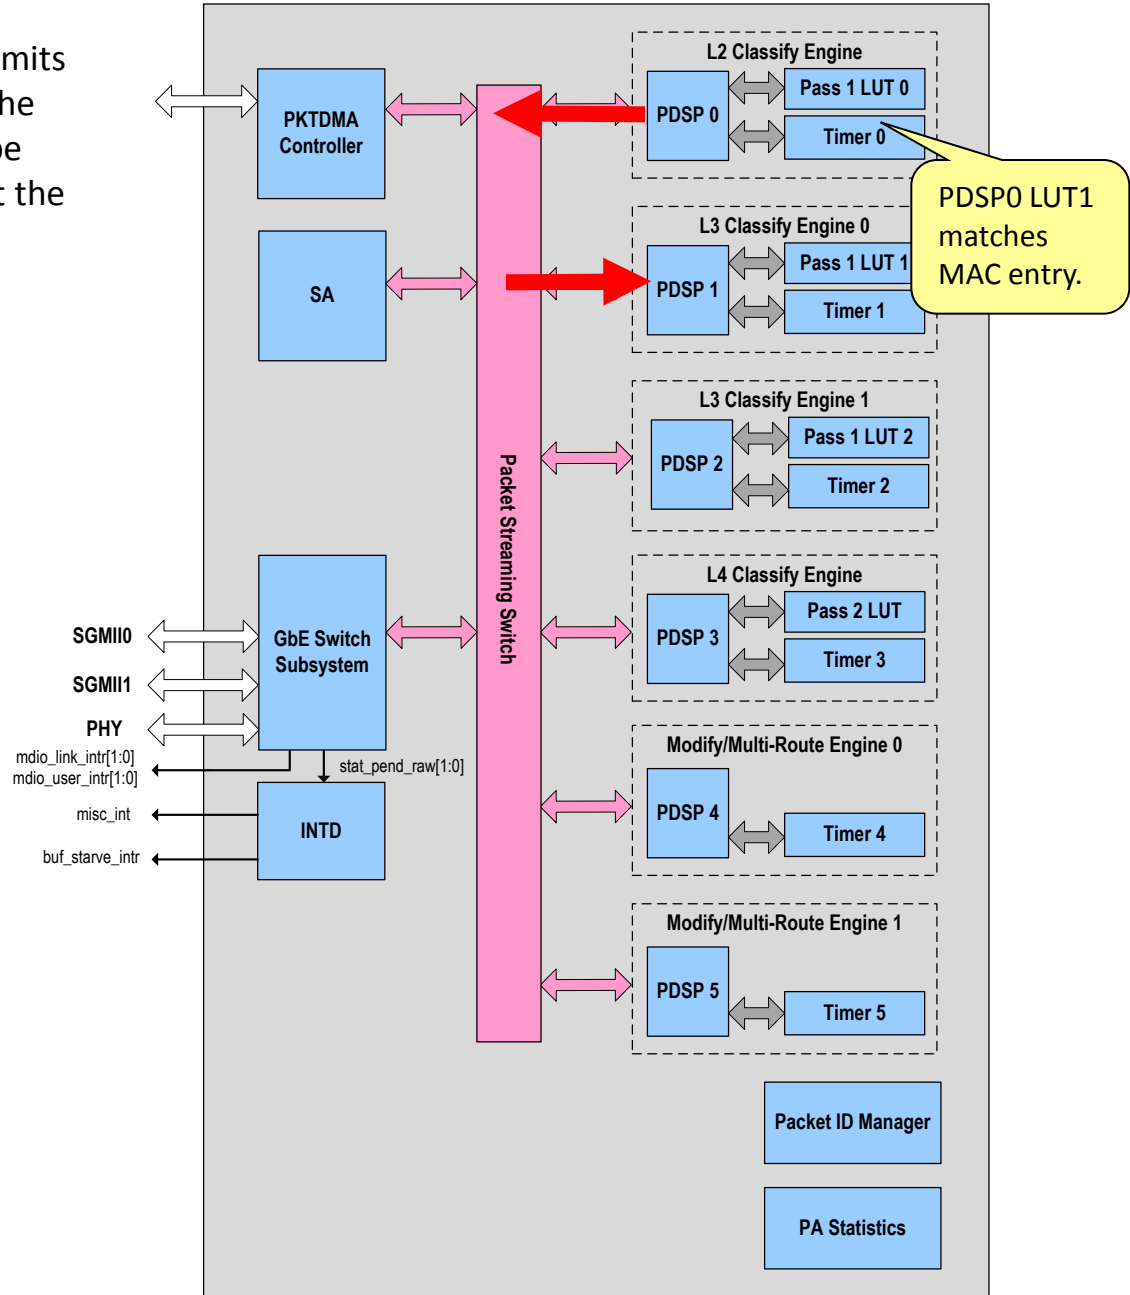 mits
he
be
t the
PKTDMA
Controller
SA
GbE Switch
Subsystem
INTD
SGMII0
SGMII1
PHY
mdio_link_intr[1:0]
mdio_user_intr[1:0]
stat_pend_raw[1:0]
misc_int
buf_starve_intr
Packet Streaming Switch
L2 Classify Engine
PDSP 0
Pass 1 LUT 0
Timer 0
PDSP0 LUT1
matches
MAC entry.
L3 Classify Engine 0
PDSP 1
Pass 1 LUT 1
Timer 1
L3 Classify Engine 1
PDSP 2
Pass 1 LUT 2
Timer 2
L4 Classify Engine
PDSP 3
Pass 2 LUT
Timer 3
Modify/Multi-Route Engine 0
PDSP 4
Timer 4
Modify/Multi-Route Engine 1
PDSP 5
Timer 5
Packet ID Manager
PA Statistics